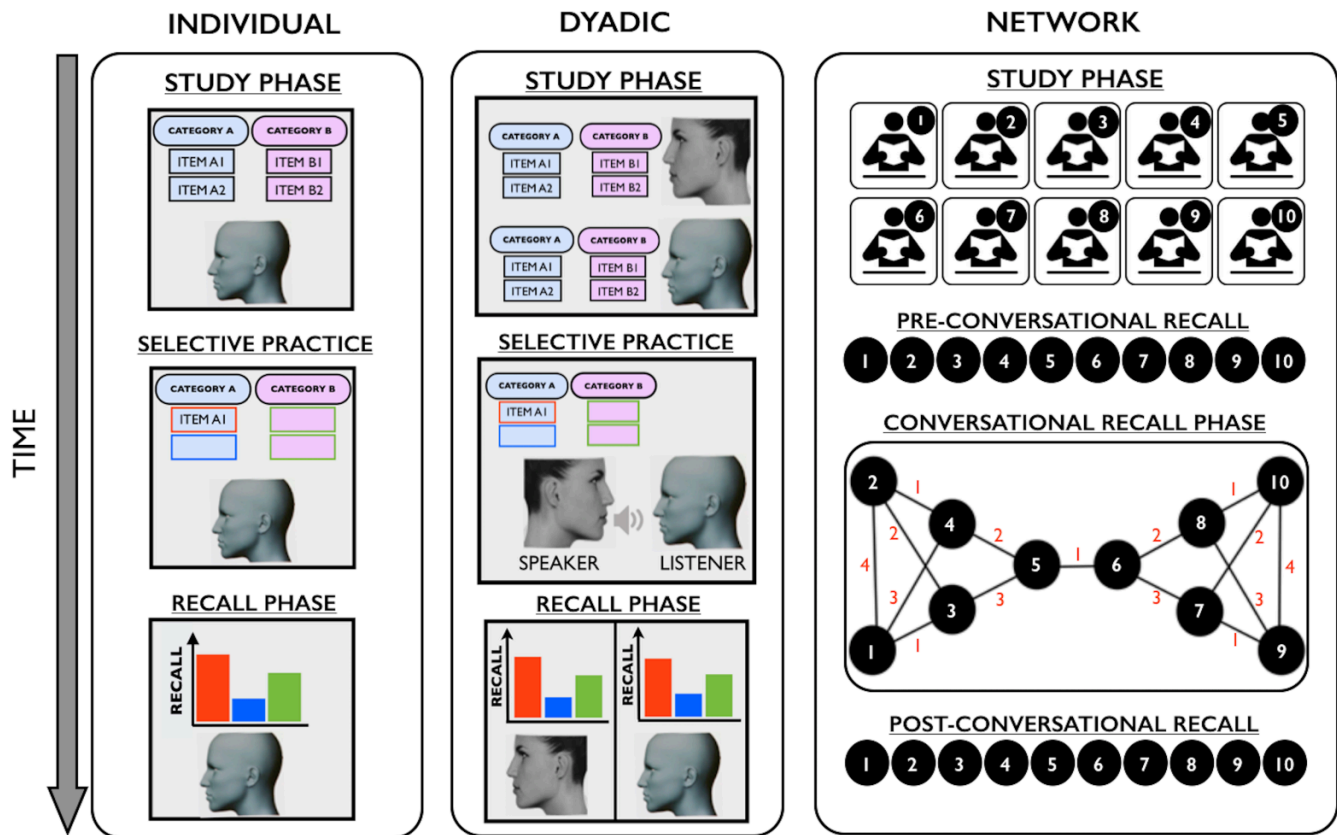 INDIVIDUAL
DYADIC
NETWORK
TIME
STUDY PHASE
CATEGORY A CATEGORY B
ITEM A1 ITEM B1
ITEM A2 ITEM B2
SELECTIVE PRACTICE
CATEGORY A CATEGORY B
ITEM A1
RECALL PHASE
RECALL
STUDY PHASE
CATEGORY A CATEGORY B
ITEM A1 ITEM B1
ITEM A2 ITEM B2
CATEGORY A CATEGORY B
ITEM A1 ITEM B1
ITEM A2 ITEM B2
SELECTIVE PRACTICE
CATEGORY A CATEGORY B
ITEM A1
SPEAKER LISTENER
RECALL PHASE
RECALL RECALL
STUDY PHASE
1 2 3 4 5
6 7 8 9 10
PRE-CONVERSATIONAL RECALL
1 2 3 4 5 6 7 8 9 10
CONVERSATIONAL RECALL PHASE
2 1 1 10
4 8
2 2 2 2
5 1 6
4 4
3 3 3 3
3 7
1 1 1 9
POST-CONVERSATIONAL RECALL
1 2 3 4 5 6 7 8 9 10